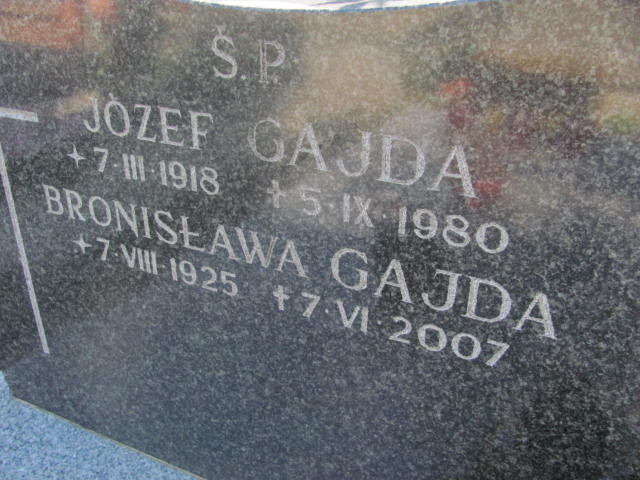 Ś.P.
JÓZEF GAJDA
+7·III·1918 +5·IX·1980
BRONISŁAWA GAJDA
+7·VIII·1925 +7·VI·2007